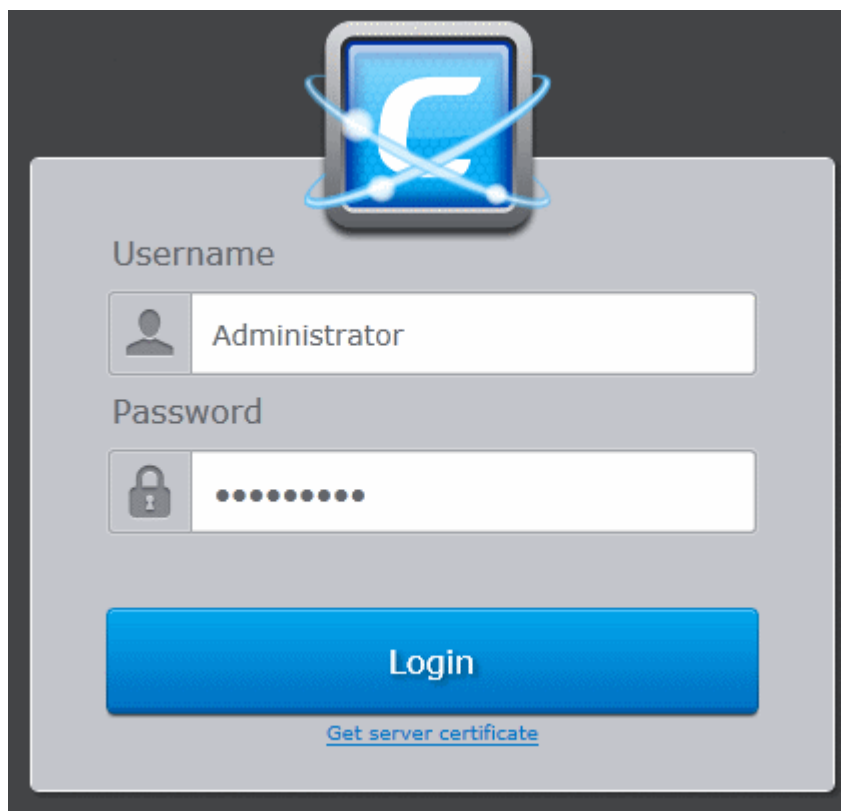 Username
Administrator
Password
•••••••••
Login
Get server certificate